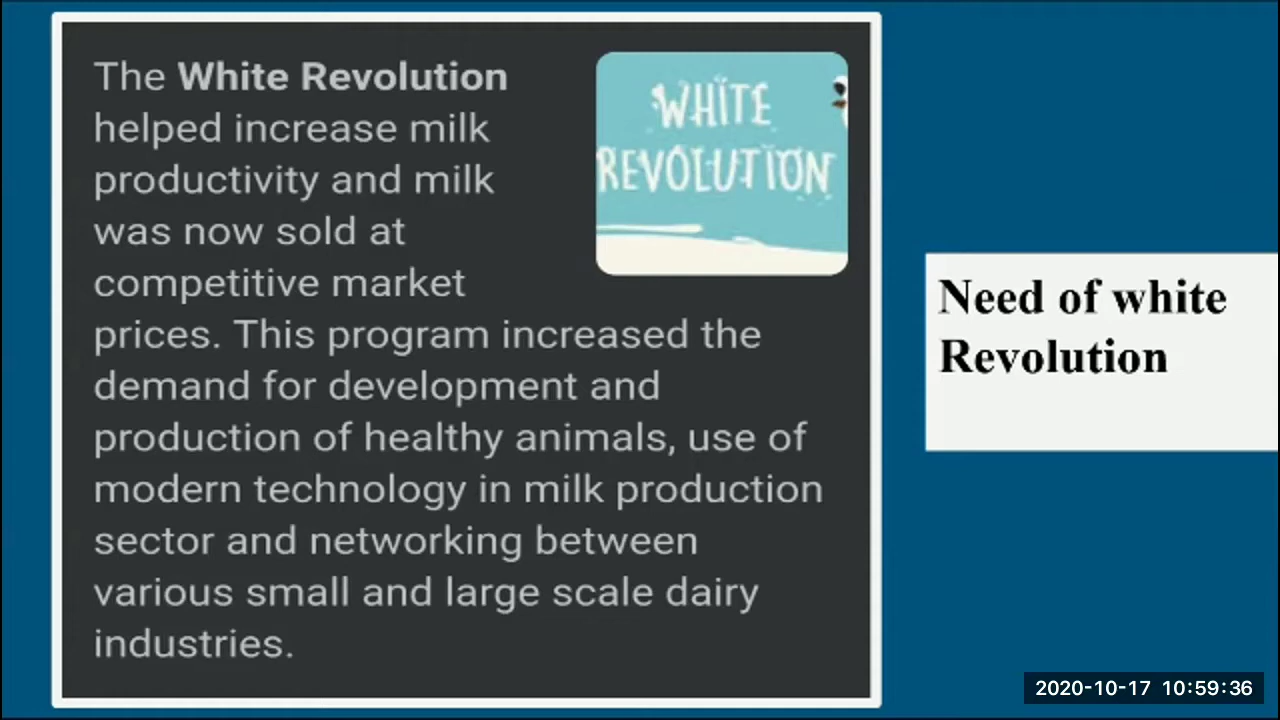 The White Revolution
helped increase milk
productivity and milk
was now sold at
competitive market
prices. This program increased the
demand for development and
production of healthy animals, use of
modern technology in milk production
sector and networking between
various small and large scale dairy
industries.
WHITE
REVOLUTION
Need of white
Revolution
2020-10-17 10:59:36